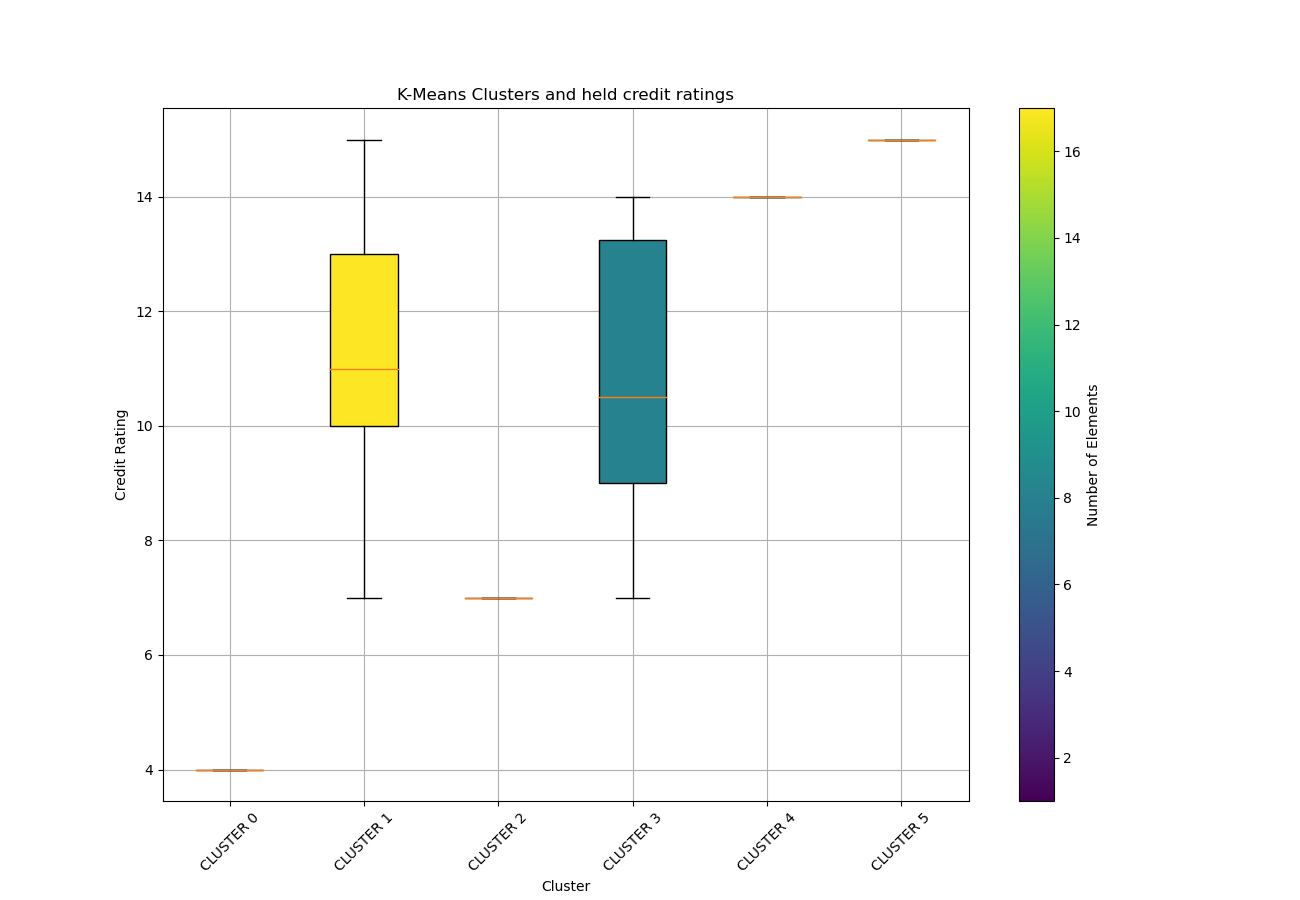 K-Means Clusters and held credit ratings
Credit Rating
14
12
10
8
6
4
CLUSTER 0
CLUSTER 1
CLUSTER 2
CLUSTER 3
CLUSTER 4
CLUSTER 5
Cluster
16
14
12
10
8
6
4
2
Number of Elements